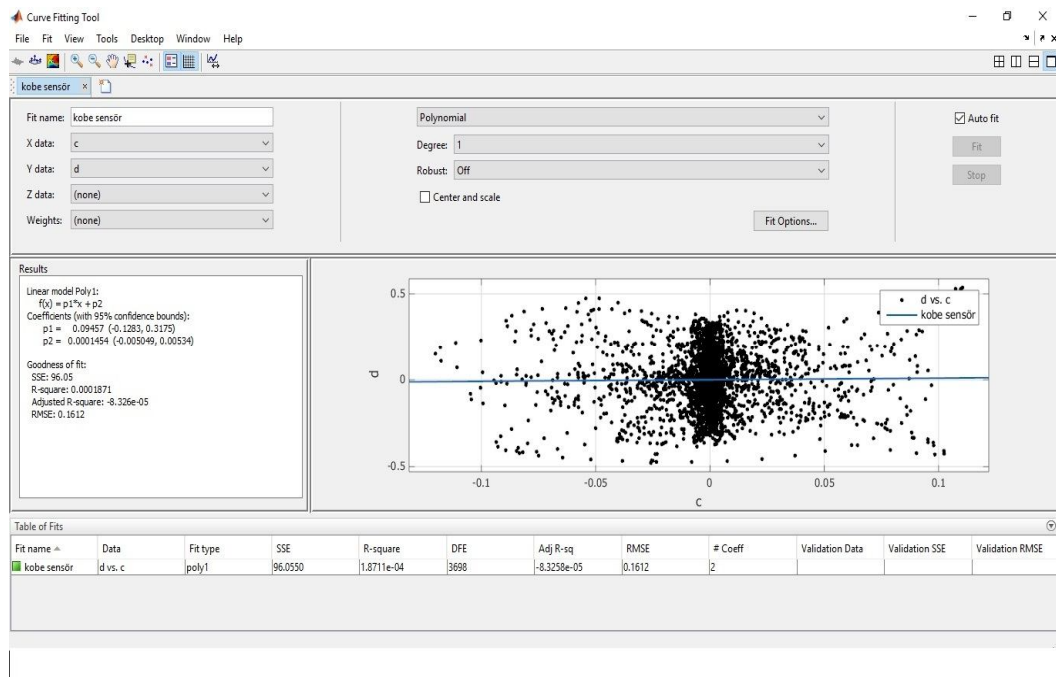 Curve Fitting Tool
File Fit View Tools Desktop Window Help
kobe sensör
Fit name: kobe sensör
X data: c
Y data: d
Z data: (none)
Weights: (none)
Polynomial
Degree: 1
Robust: Off
Center and scale
Fit Options...
Auto fit
Fit
Stop
Results
Linear model Poly1:
f(x) = p1*x + p2
Coefficients (with 95% confidence bounds):
p1 = 0.09457 (-0.1283, 0.3175)
p2 = 0.0001454 (-0.005049, 0.00534)
Goodness of fit:
SSE: 96.05
R-square: 0.0001871
Adjusted R-square: -8.326e-05
RMSE: 0.1612
0.5
0
-0.5
d
-0.1 -0.05 0 0.05 0.1
c
d vs. c
kobe sensör
Table of Fits
Fit name Data Fit type SSE R-square DFE Adj R-sq RMSE # Coeff Validation Data Validation SSE Validation RMSE
kobe sensör d vs. c poly1 96.0550 1.8711e-04 3698 -8.3258e-05 0.1612 2